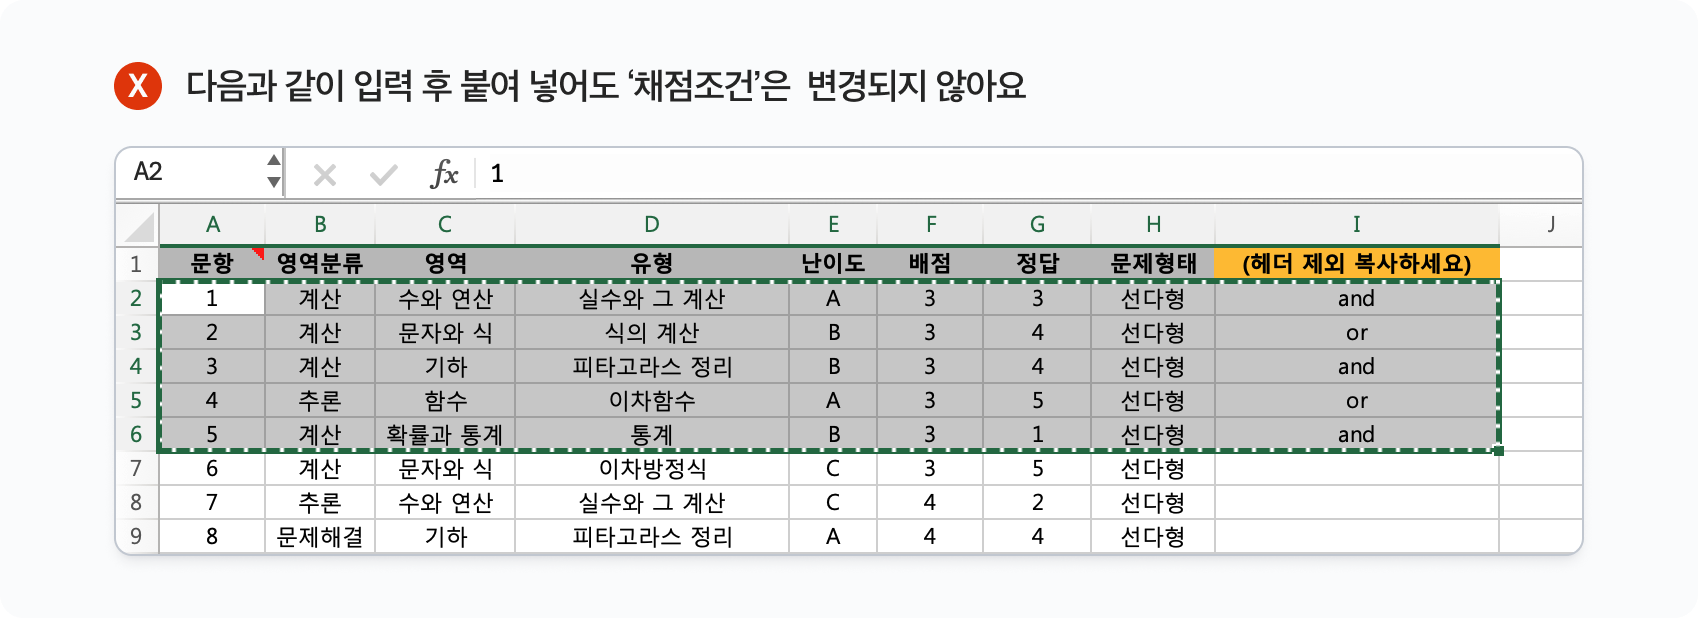 X 다음과 같이 입력 후 붙여 넣어도 ‘채점조건’은 변경되지 않아요
A2 fx 1
A B C D E F G H I J
1 문항 영역분류 영역 유형 난이도 배점 정답 문제형태 (헤더 제외 복사하세요)
2 1 계산 수와 연산 실수와 그 계산 A 3 3 선다형 and
3 2 계산 문자와 식 식의 계산 B 3 4 선다형 or
4 3 계산 기하 피타고라스 정리 B 3 4 선다형 and
5 4 추론 함수 이차함수 A 3 5 선다형 or
6 5 계산 확률과 통계 통계 B 3 1 선다형 and
7 6 계산 문자와 식 이차방정식 C 3 5 선다형
8 7 추론 수와 연산 실수와 그 계산 C 4 2 선다형
9 8 문제해결 기하 피타고라스 정리 A 4 4 선다형